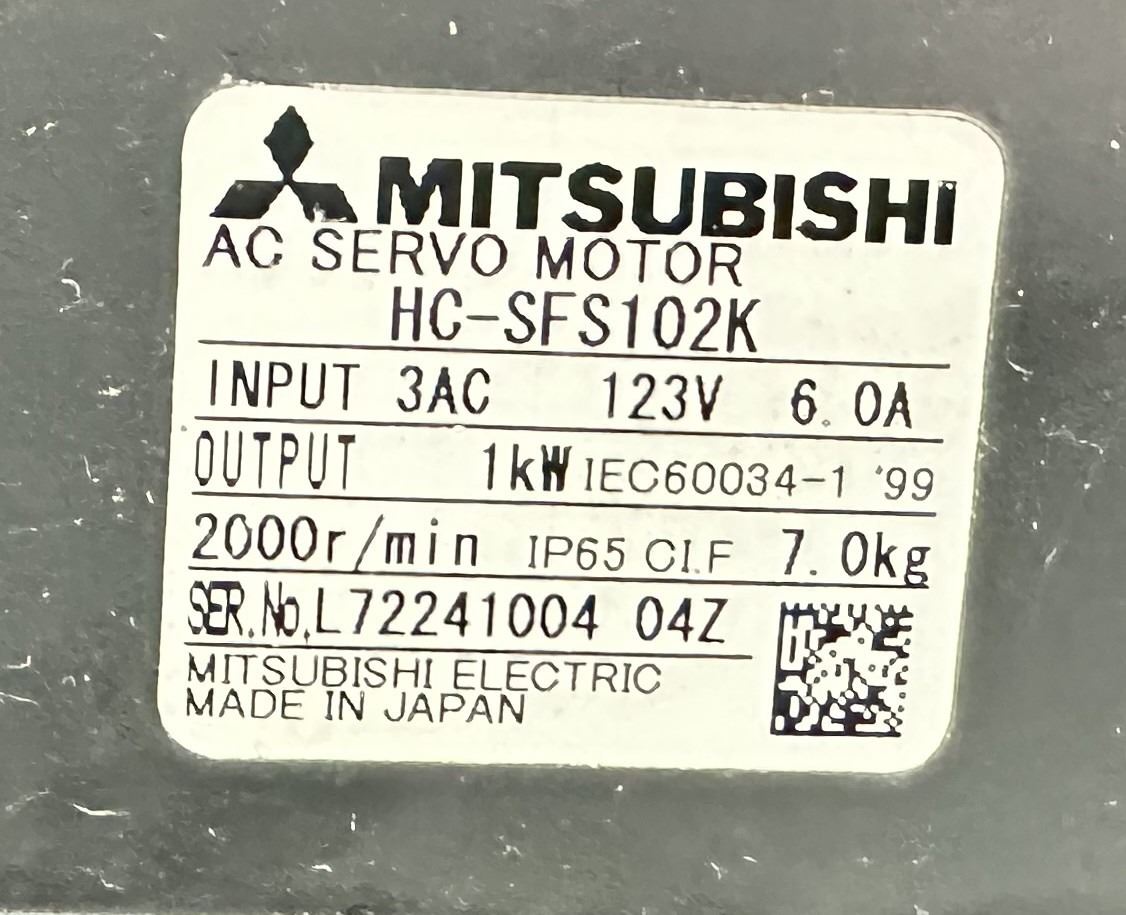 MITSUBISHI
AC SERVO MOTOR
HC-SFS102K
INPUT 3AC 123V 6.0A
OUTPUT 1kW IEC60034-1 '99
2000r/min IP65 CI.F 7.0kg
SER.No.L72241004 04Z
MITSUBISHI ELECTRIC
MADE IN JAPAN